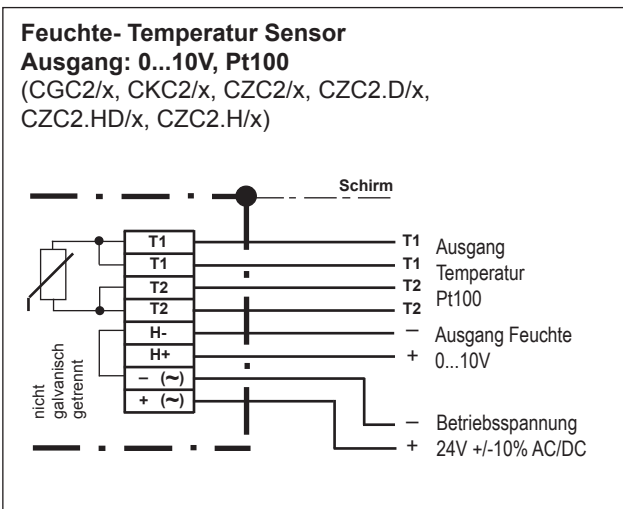 Feuchte- Temperatur Sensor
Ausgang: 0...10V, Pt100
(CGC2/x, CKC2/x, CZC2/x, CZC2.D/x,
CZC2.HD/x, CZC2.H/x)
Schirm
T1
T1
T2
T2
H-
H+
– (~)
+ (~)
nicht
galvanisch
getrennt
T1
T1
T2
T2
–
+
–
+
Ausgang
Temperatur
Pt100
Ausgang Feuchte
0...10V
Betriebsspannung
24V +/-10% AC/DC